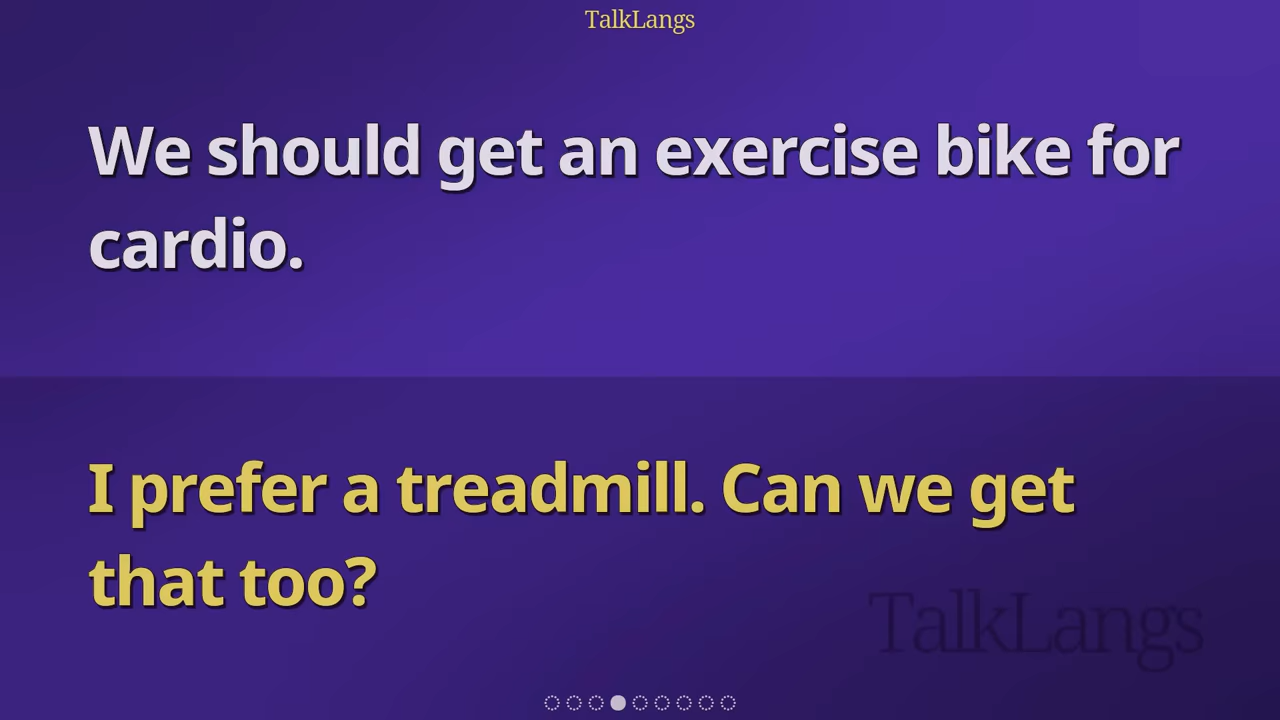 TalkLangs
We should get an exercise bike for
cardio.
I prefer a treadmill. Can we get
that too?
TalkLangs